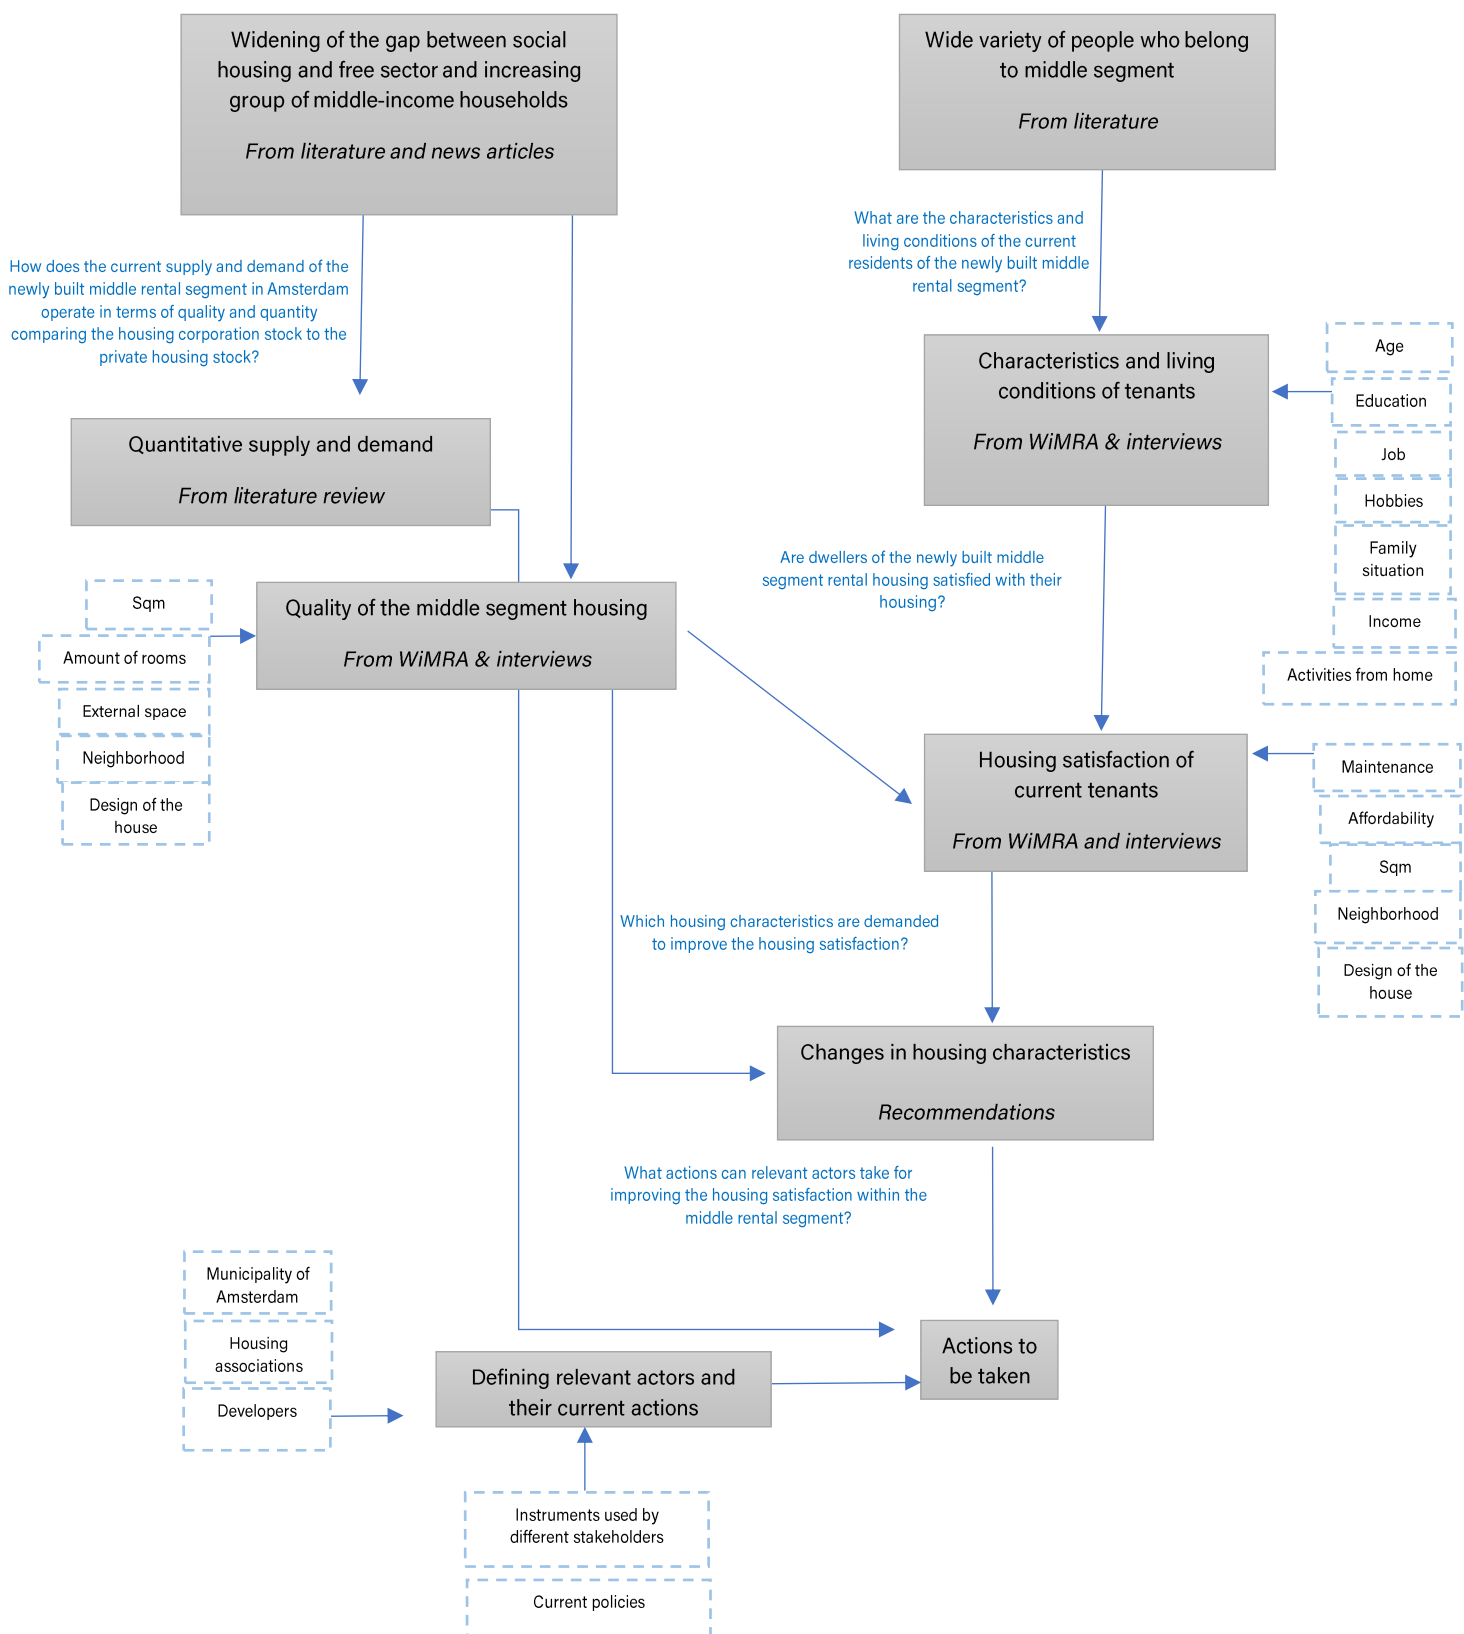 Widening of the gap between social
housing and free sector and increasing
group of middle-income households
From literature and news articles
Wide variety of people who belong
to middle segment
From literature
What are the characteristics and
living conditions of the current
residents of the newly built middle
rental segment?
How does the current supply and demand of the
newly built middle rental segment in Amsterdam
operate in terms of quality and quantity
comparing the housing corporation stock to the
private housing stock?
Characteristics and living
conditions of tenants
From WiMRA & interviews
Age
Education
Job
Hobbies
Family
situation
Income
Activities from home
Quantitative supply and demand
From literature review
Are dwellers of the newly built middle
segment rental housing satisfied with their
housing?
Quality of the middle segment housing
From WiMRA & interviews
Sqm
Amount of rooms
External space
Neighborhood
Design of the
house
Housing satisfaction of
current tenants
From WiMRA and interviews
Maintenance
Affordability
Sqm
Neighborhood
Design of the
house
Which housing characteristics are demanded
to improve the housing satisfaction?
Changes in housing characteristics
Recommendations
What actions can relevant actors take for
improving the housing satisfaction within the
middle rental segment?
Municipality of
Amsterdam
Housing
associations
Developers
Defining relevant actors and
their current actions
Actions to
be taken
Instruments used by
different stakeholders
Current policies